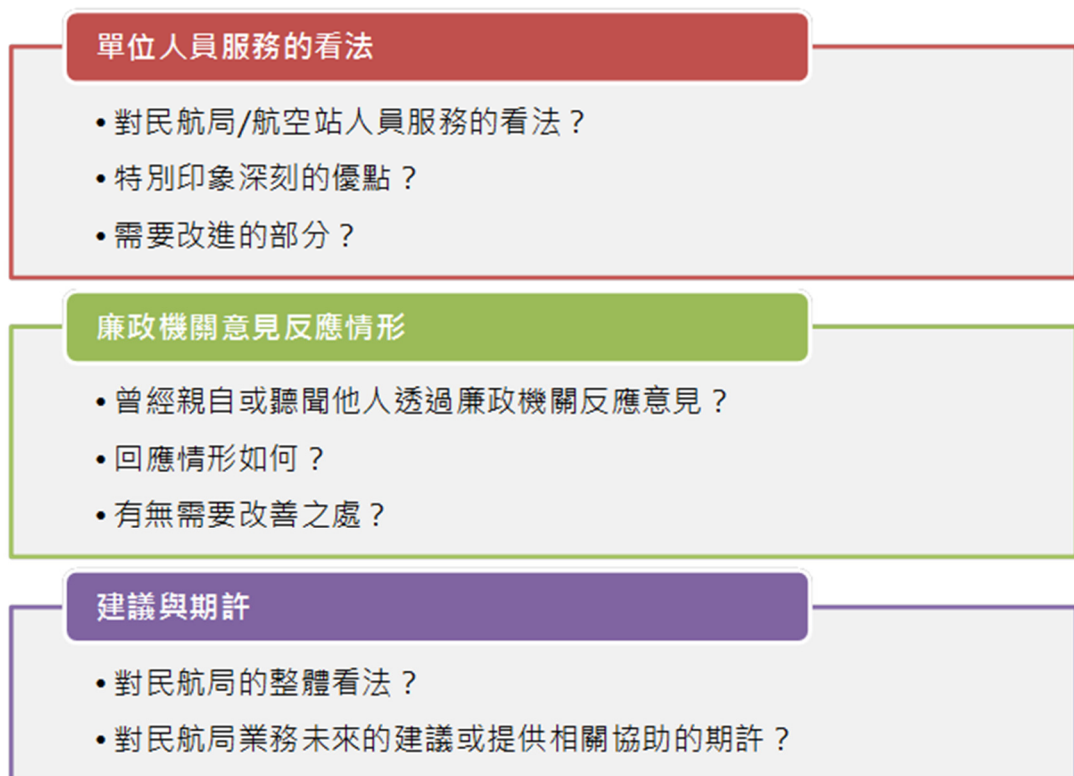 單位人員服務的看法
•對民航局/航空站人員服務的看法？
•特別印象深刻的優點？
•需要改進的部分？
廉政機關意見反應情形
•曾經親自或聽聞他人透過廉政機關反應意見？
•回應情形如何？
•有無需要改善之處？
建議與期許
•對民航局的整體看法？
•對民航局業務未來的建議或提供相關協助的期許？